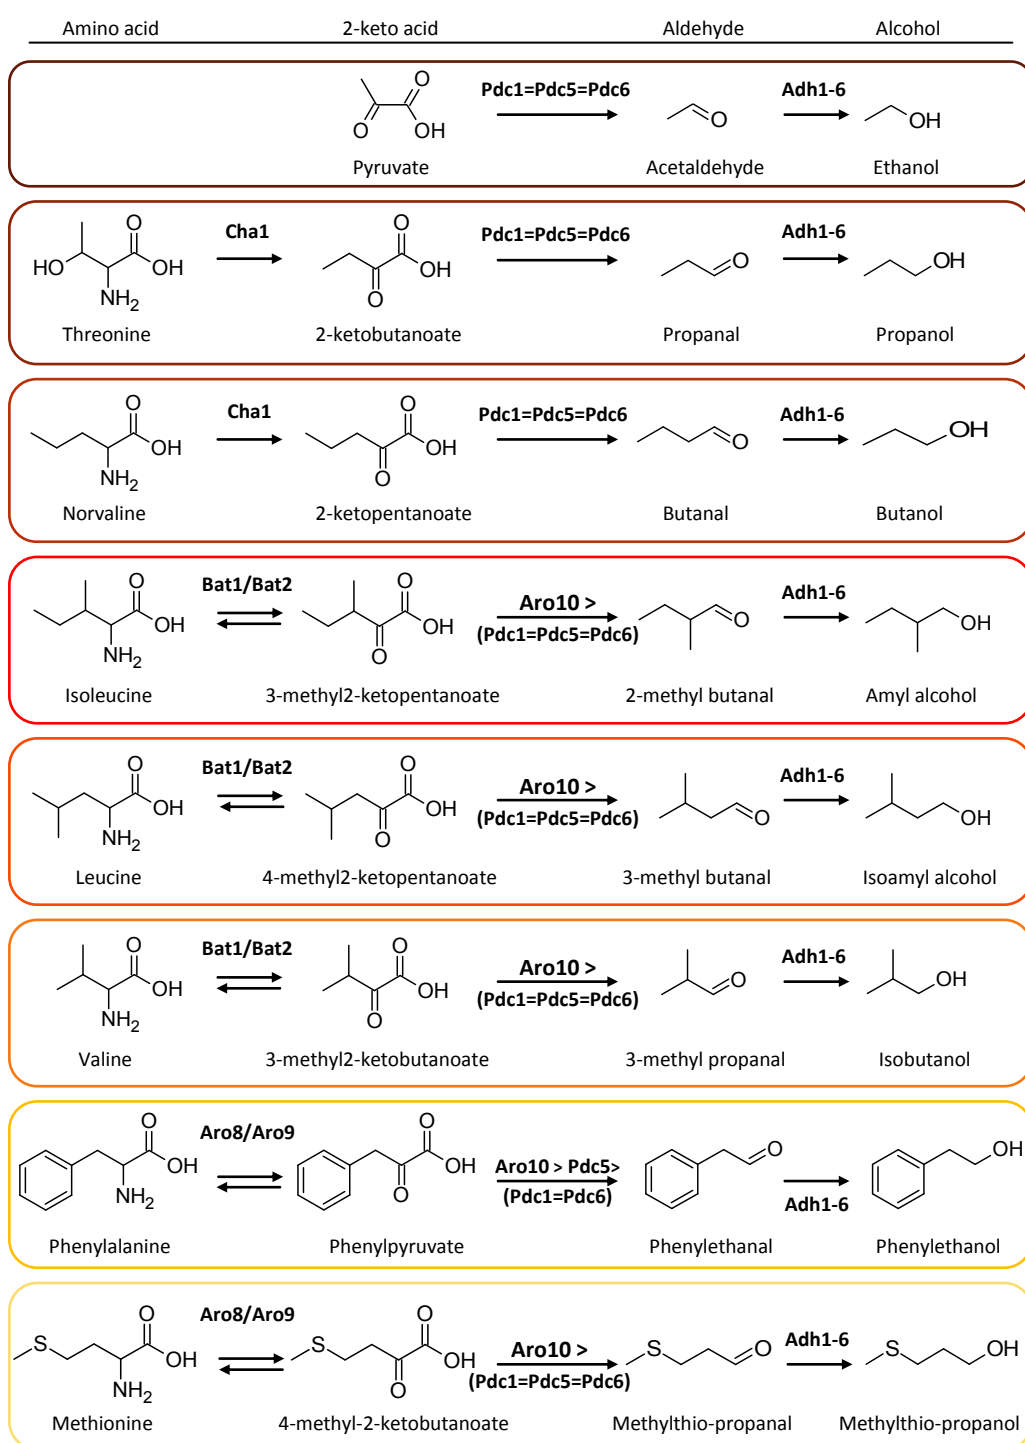 Amino acid 2-keto acid Aldehyde Alcohol
Pdc1=Pdc5=Pdc6 Adh1-6
O O OH O OH
Pyruvate Acetaldehyde Ethanol
Cha1 Pdc1=Pdc5=Pdc6 Adh1-6
O HO OH NH2 O OH O O OH
Threonine 2-ketobutanoate Propanal Propanol
Cha1 Pdc1=Pdc5=Pdc6 Adh1-6
O OH NH2 O OH O O OH
Norvaline 2-ketopentanoate Butanal Butanol
Bat1/Bat2 Aro10 > Adh1-6
(Pdc1=Pdc5=Pdc6)
O OH NH2 O OH O O OH
Isoleucine 3-methyl2-ketopentanoate 2-methyl butanal Amyl alcohol
Bat1/Bat2 Aro10 > Adh1-6
(Pdc1=Pdc5=Pdc6)
O OH NH2 O OH O O OH
Leucine 4-methyl2-ketopentanoate 3-methyl butanal Isoamyl alcohol
Bat1/Bat2 Aro10 > Adh1-6
(Pdc1=Pdc5=Pdc6)
O OH NH2 O OH O O OH
Valine 3-methyl2-ketobutanoate 3-methyl propanal Isobutanol
Aro8/Aro9 Aro10 > Pdc5>
(Pdc1=Pdc6) Adh1-6
O OH NH2 O OH O O OH
Phenylalanine Phenylpyruvate Phenylethanal Phenylethanol
Aro8/Aro9 Aro10 > Adh1-6
(Pdc1=Pdc5=Pdc6)
S O OH NH2 S O OH O S O S OH
Methionine 4-methyl-2-ketobutanoate Methylthio-propanal Methylthio-propanol